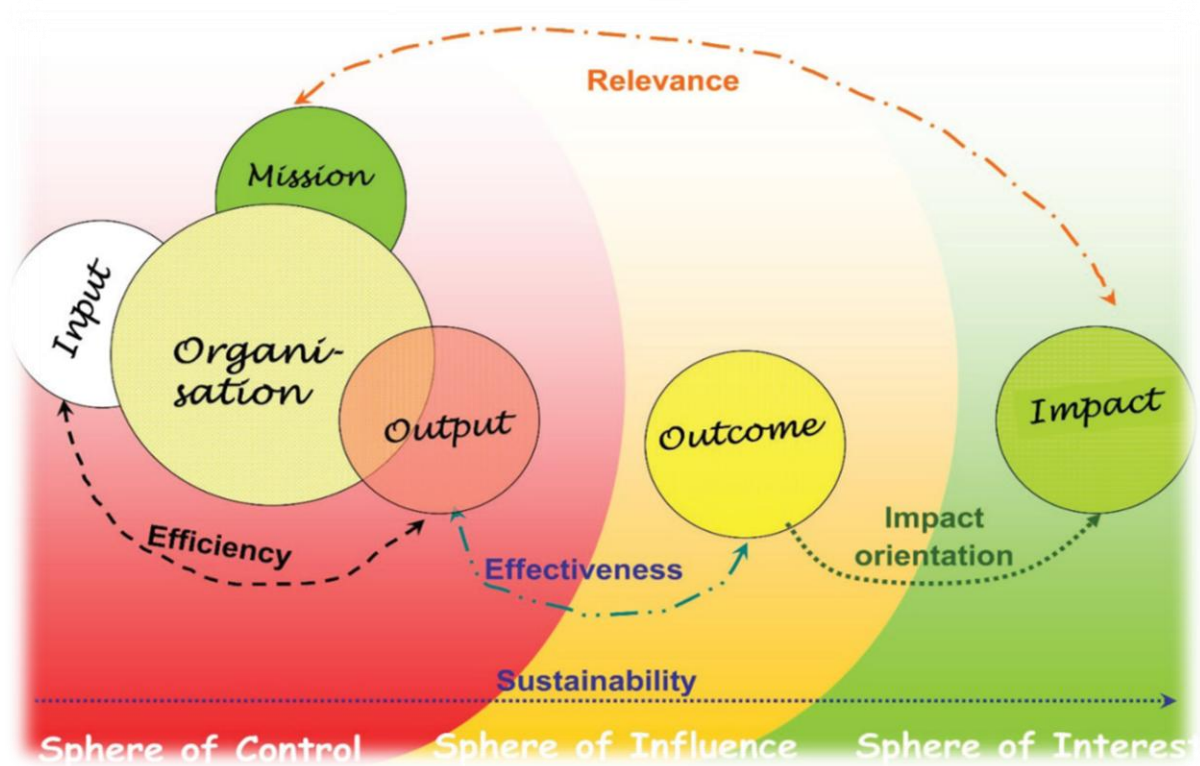 Relevance
Mission
Input
Organi-
sation
Output
Outcome
Impact
Efficiency
Effectiveness
Impact
orientation
Sustainability
Sphere of Control
Sphere of Influence
Sphere of Interest